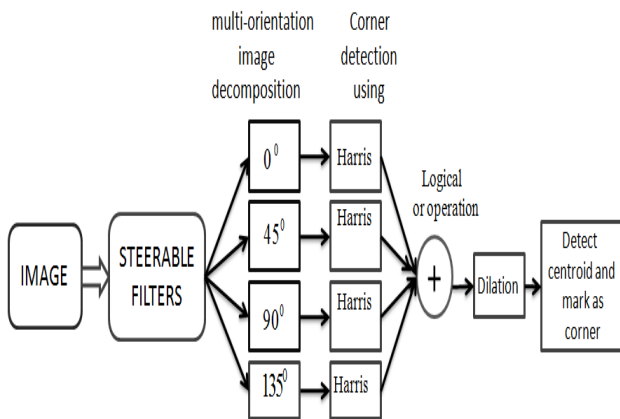 multi-orientation
image
decomposition
Corner
detection
using
0⁰
Harris
45⁰
Harris
90⁰
Harris
135⁰
Harris
IMAGE
STEERABLE
FILTERS
Logical
or operation
+
Dilation
Detect
centroid and
mark as
corner